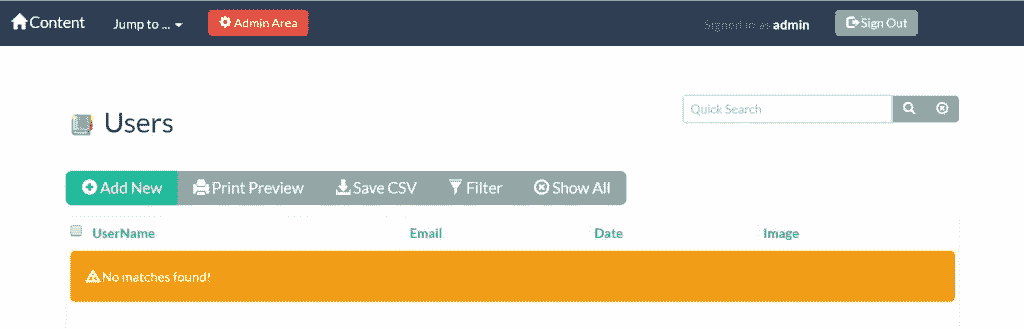 Content Jump to ... Admin Area Signed in as admin Sign Out
Quick Search
Users
Add New Print Preview Save CSV Filter Show All
UserName Email Date Image
No matches found!